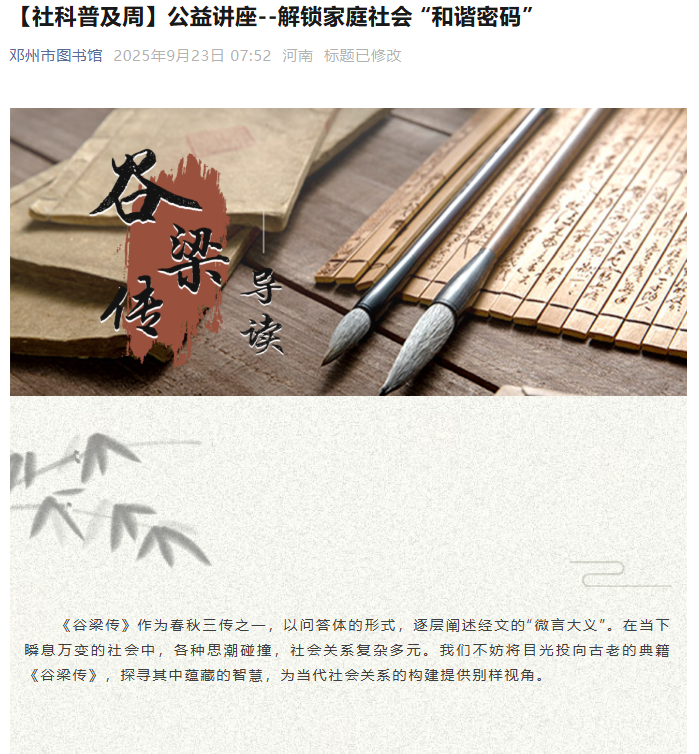 【社科普及周】公益讲座--解锁家庭社会 “和谐密码”
邓州市图书馆 2025年9月23日 07:52 河南 标题已修改
谷梁传
导读
《谷梁传》作为春秋三传之一，以问答体的形式，逐层阐述经文的“微言大义”。在当下
瞬息万变的社会中，各种思潮碰撞，社会关系复杂多元。我们不妨将目光投向古老的典籍
《谷梁传》，探寻其中蕴藏的智慧，为当代社会关系的构建提供别样视角。